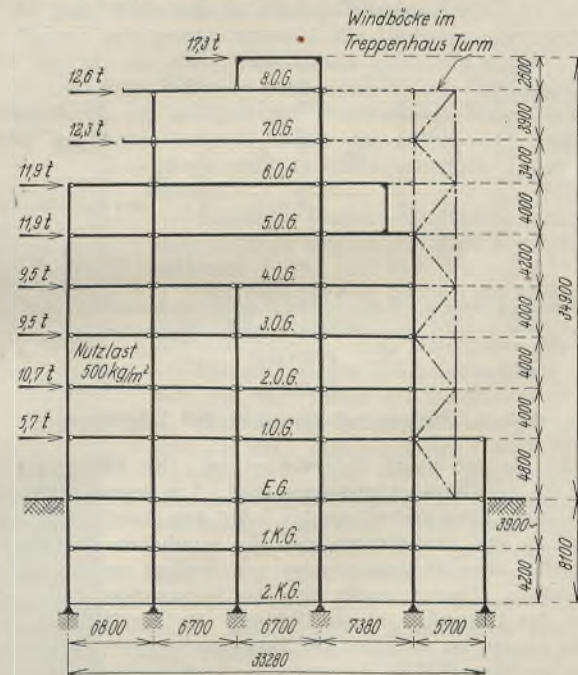 Windböcke im
Treppenhaus Turm
17,3 t
8.O.G.
12,6 t
7.O.G.
12,3 t
6.O.G.
11,9 t
5.O.G.
11,9 t
4.O.G.
9,5 t
3.O.G.
9,5 t
Nutzlast
500 kg/m²
2.O.G.
10,7 t
1.O.G.
5,7 t
E.G.
1.K.G.
2.K.G.
2500
3900
3400
4000
4200
4000
4000
4000
4800
3900
4200
34900
8100
6800
6700
6700
7380
5700
33280